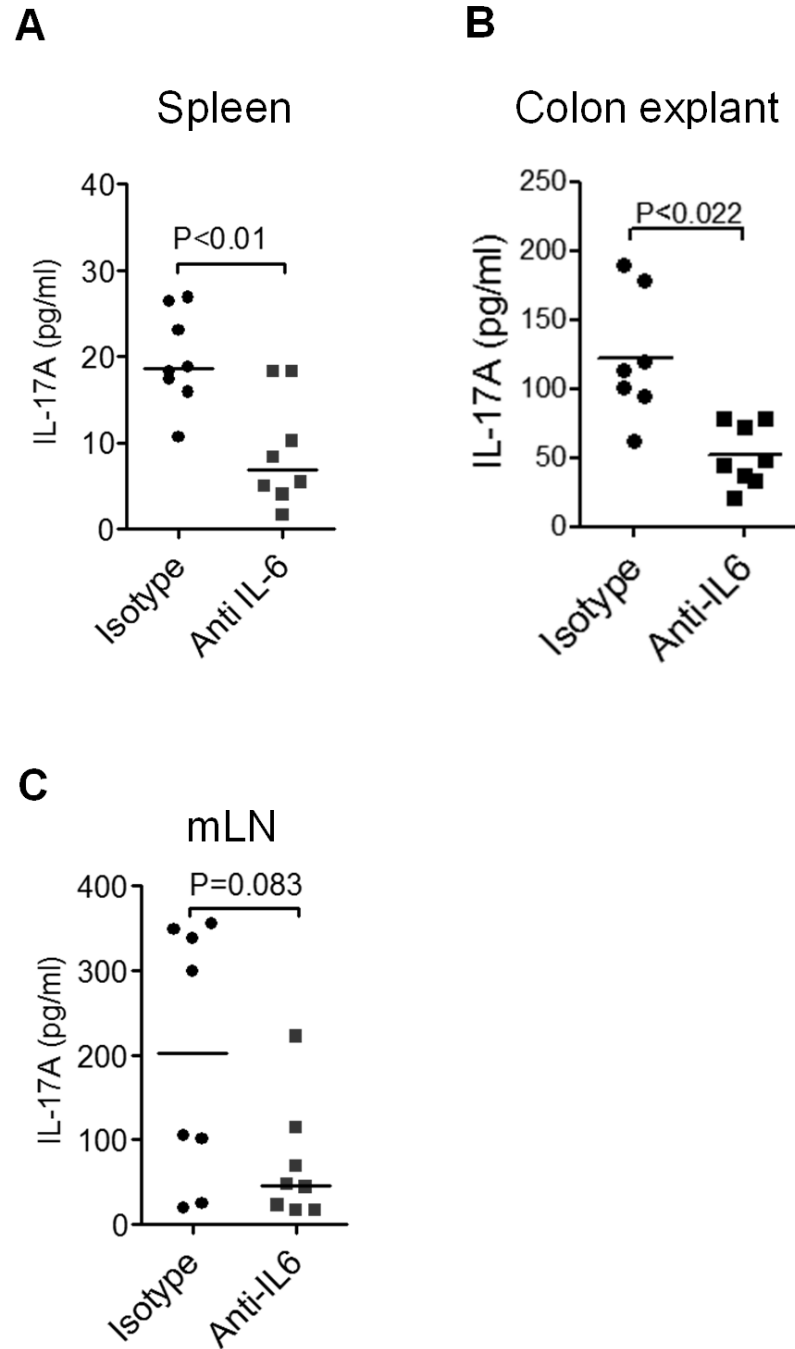 A
Spleen
40
30
20
10
0
IL-17A (pg/ml)
P<0.01
Isotype
Anti IL-6
B
Colon explant
250
200
150
100
50
0
IL-17A (pg/ml)
P<0.022
Isotype
Anti-IL6
C
mLN
400
300
200
100
0
IL-17A (pg/ml)
P=0.083
Isotype
Anti-IL6